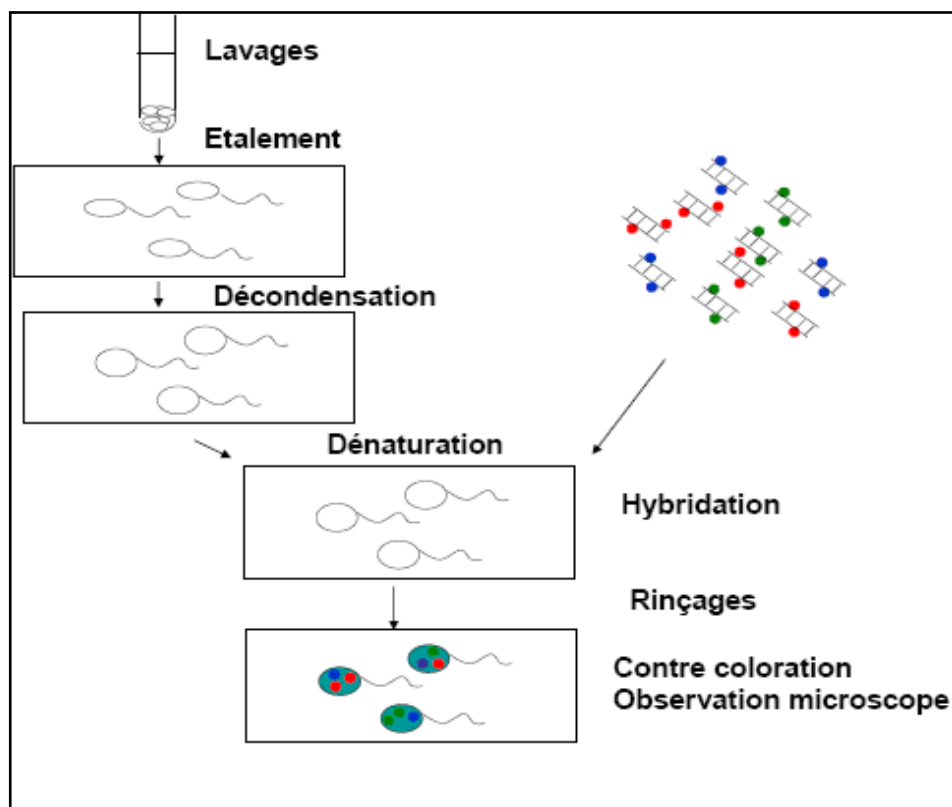 Lavages
Etalement
Décondensation
Dénaturation
Hybridation
Rinçages
Contre coloration
Observation microscope